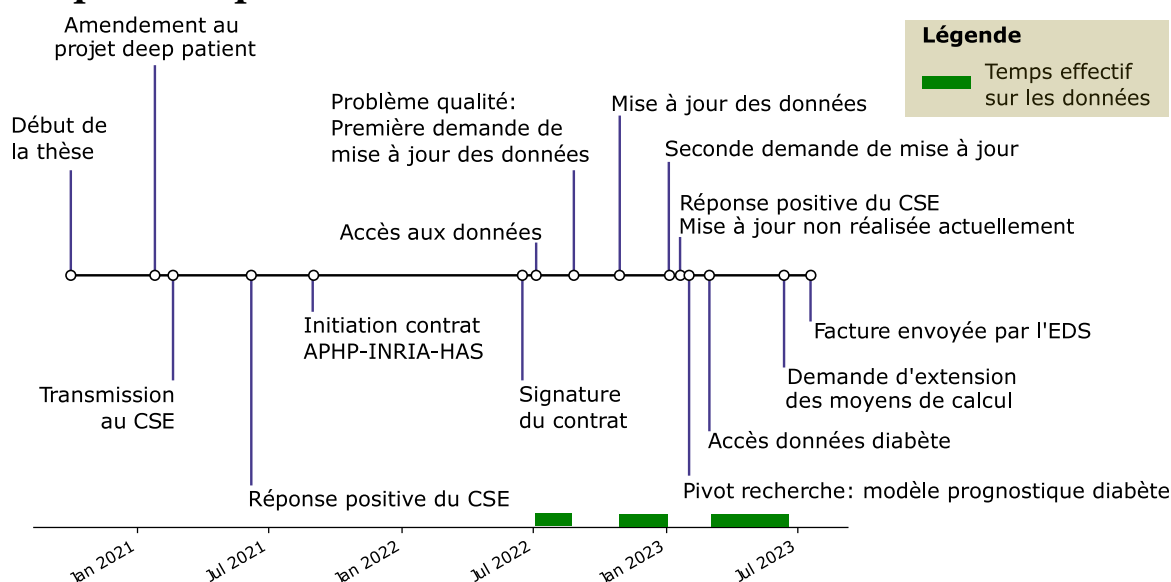 Amendement au
projet deep patient
Légende
Temps effectif
sur les données
Début de
la thèse
Problème qualité:
Première demande de
mise à jour des données
Mise à jour des données
Seconde demande de mise à jour
Accès aux données
Réponse positive du CSE
Mise à jour non réalisée actuellement
Initiation contrat
APHP-INRIA-HAS
Facture envoyée par l'EDS
Transmission
au CSE
Signature
du contrat
Demande d'extension
des moyens de calcul
Accès données diabète
Réponse positive du CSE
Pivot recherche: modèle prognostique diabète
Jan 2021
Jul 2021
Jan 2022
Jul 2022
Jan 2023
Jul 2023